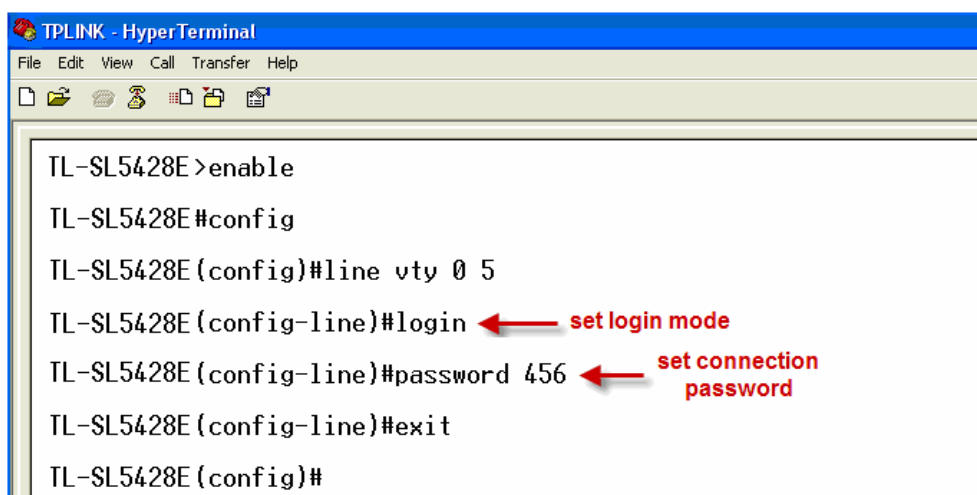 TPLINK - HyperTerminal
File Edit View Call Transfer Help
TL-SL5428E>enable
TL-SL5428E#config
TL-SL5428E(config)#line vty 0 5
TL-SL5428E(config-line)#login
set login mode
TL-SL5428E(config-line)#password 456
set connection
password
TL-SL5428E(config-line)#exit
TL-SL5428E(config)#